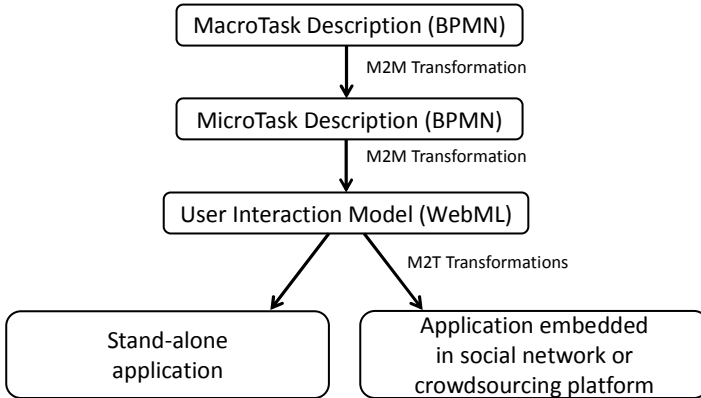 MacroTask Description (BPMN)
M2M Transformation
MicroTask Description (BPMN)
M2M Transformation
User Interaction Model (WebML)
M2T Transformations
Stand-alone
application
Application embedded
in social network or
crowdsourcing platform